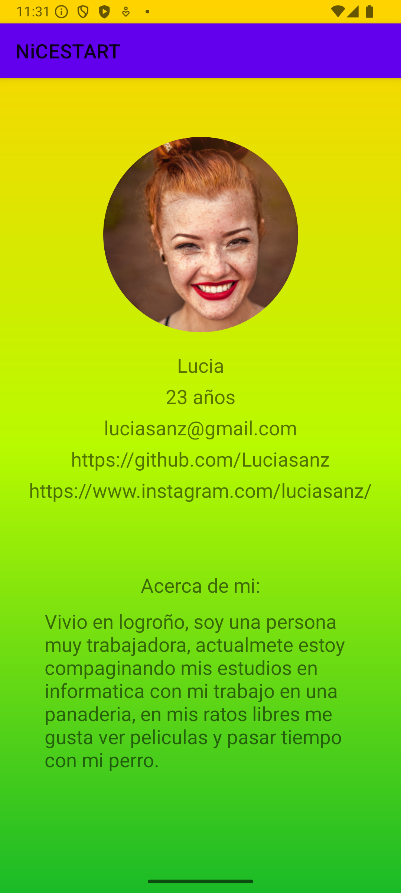 11:31
NiCESTART
Lucia
23 años
luciasanz@gmail.com
https://github.com/Luciasanz
https://www.instagram.com/luciasanz/
Acerca de mi:
Vivio en logroño, soy una persona
muy trabajadora, actualmete estoy
compaginando mis estudios en
informatica con mi trabajo en una
panaderia, en mis ratos libres me
gusta ver peliculas y pasar tiempo
con mi perro.